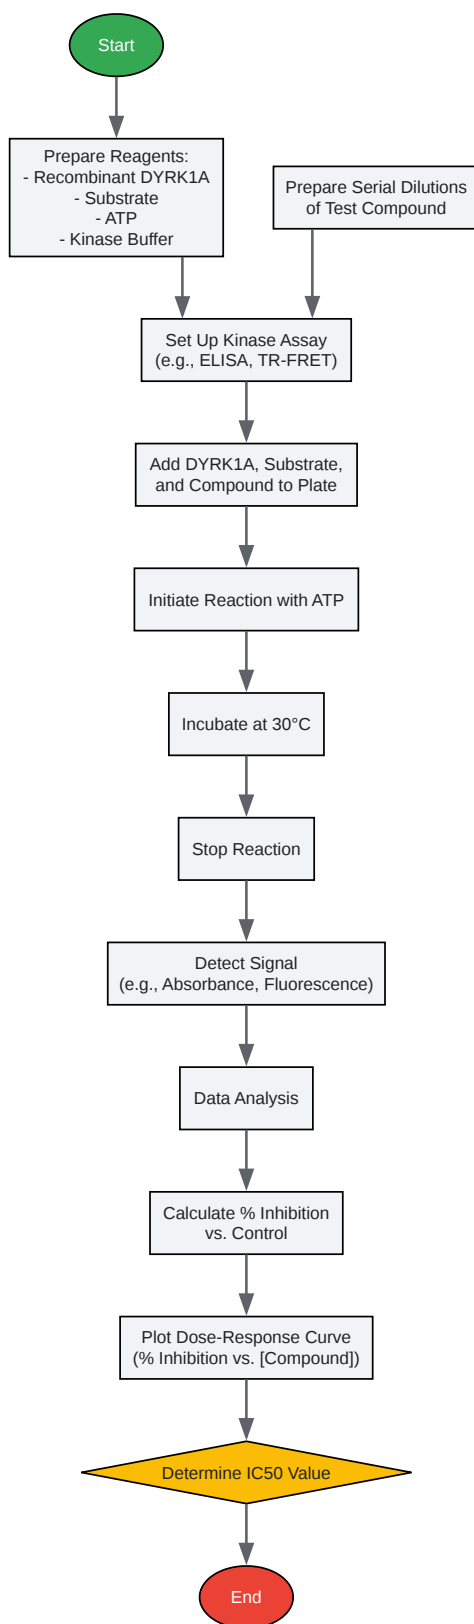 Start
Prepare Reagents:
- Recombinant DYRK1A
- Substrate
- ATP
- Kinase Buffer
Prepare Serial Dilutions
of Test Compound
Set Up Kinase Assay
(e.g., ELISA, TR-FRET)
Add DYRK1A, Substrate,
and Compound to Plate
Initiate Reaction with ATP
Incubate at 30°C
Stop Reaction
Detect Signal
(e.g., Absorbance, Fluorescence)
Data Analysis
Calculate % Inhibition
vs. Control
Plot Dose-Response Curve
(% Inhibition vs. [Compound])
Determine IC50 Value
End